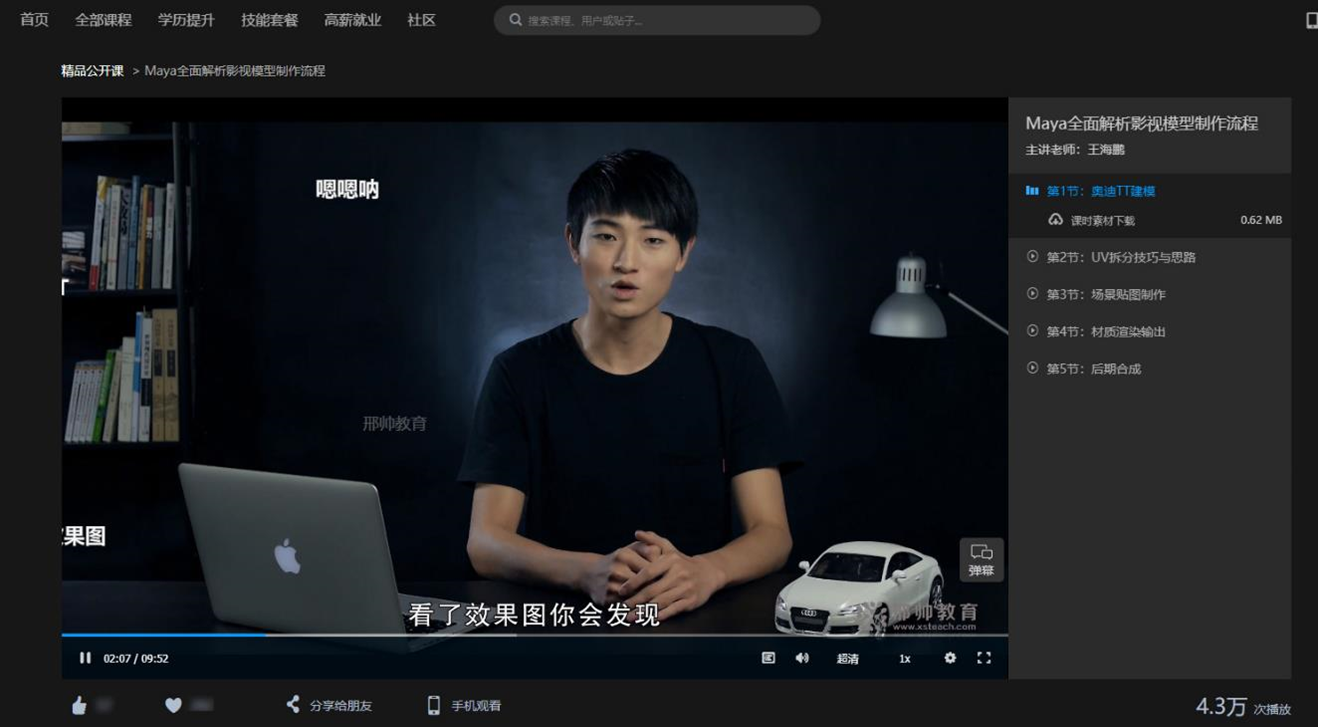 首页 全部课程 学历提升 技能套餐 高薪就业 社区 搜索课程、用户或贴子...
精品公开课 > Maya全面解析影视模型制作流程
嗯嗯呐
邢帅教育
果图
看了效果图你会发现
邢帅教育
www.xsteach.com
弹幕
02:07 / 09:52 超清 1x
Maya全面解析影视模型制作流程
主讲老师：王海鹏
第1节：奥迪TT建模
课时素材下载 0.62 MB
第2节：UV拆分技巧与思路
第3节：场景贴图制作
第4节：材质渲染输出
第5节：后期合成
分享给朋友 手机观看 4.3万 次播放